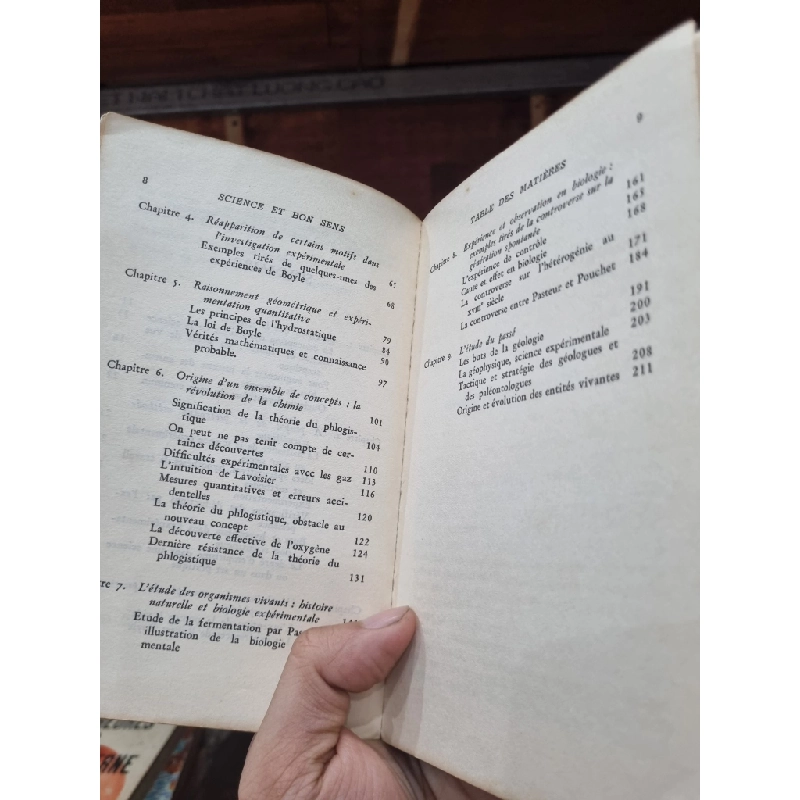 T NAM CHẤT LƯỢNG CAO
8
SCIENCE ET BON SENS
Chapitre 4. Réapparition de certains motifs dans
l'investigation expérimentale
Exemples tirés de quelques-unes des
expériences de Boyle
Chapitre 5. Raisonnement géométrique et expéri-
mentation quantitative 68
Les principes de l'hydrostatique 79
La loi de Boyle 84
Vérités mathématiques et connaissance 50
probable. 97
Chapitre 6. Origine d'un ensemble de concepts : la
révolution de la chimie 101
Signification de la théorie du phlogis-
tique 104
On peut ne pas tenir compte de cer-
taines découvertes 110
Difficultés expérimentales avec les gaz 113
L'intuition de Lavoisier 116
Mesures quantitatives et erreurs acci-
dentelles 120
La théorie du phlogistique, obstacle au
nouveau concept 122
La découverte effective de l'oxygène 124
Dernière résistance de la théorie du
phlogistique 131
re 7. L'étude des organismes vivants : histoire
naturelle et biologie expérimentale
Etude de la fermentation par
illustration de la biologie
mentale
9
TABLE DES MATIÈRES
Chapitre 8. Expérience et observation en biologie :
exemples tirés de la controverse sur la
génération spontanée 161
L'expérience de contrôle 165
Cause et effet en biologie 168
La controverse sur l'hétérogénie au
XVIIIe siècle 171
La controverse entre Pasteur et Pouchet 184
Chapitre 9 L'étude du passé 191
Les buts de la géologie 200
La géophysique, science expérimentale 203
Tactique et stratégie des géologues et
des paléontologues 208
Origine et évolution des entités vivantes 211
ANE